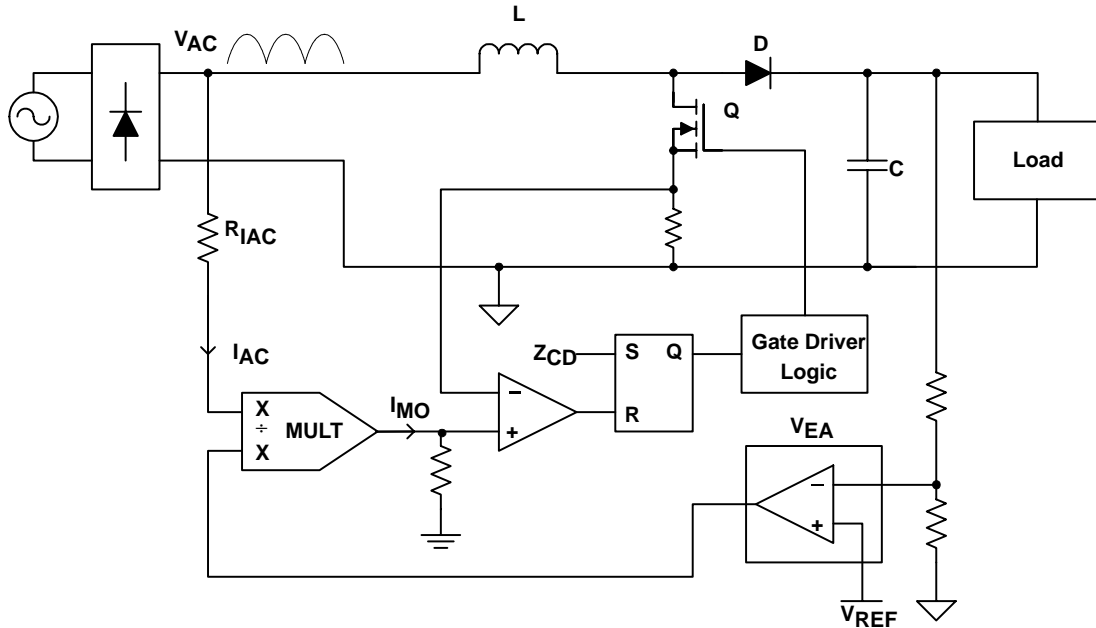 L
VAC
D
Q
C
Load
RIAC
IAC
ZCD
S Q
R
Gate Driver
Logic
X
÷
X
MULT
IMO
−
+
VEA
−
+
VREF